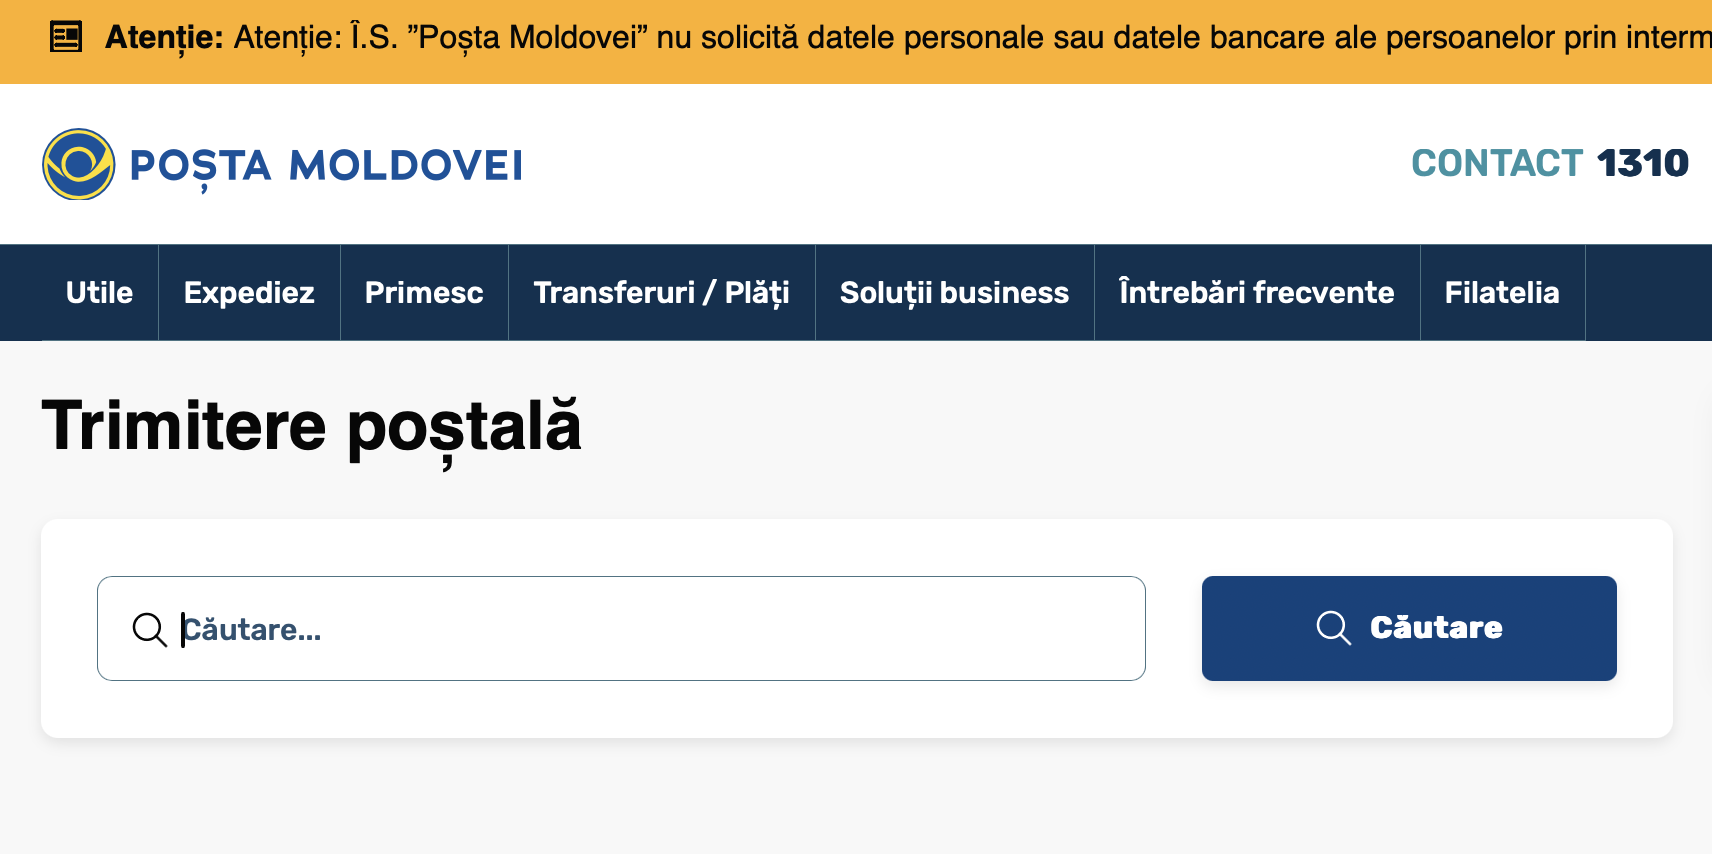 Atenție: Atenție: Î.S. ”Poșta Moldovei” nu solicită datele personale sau datele bancare ale persoanelor prin
POȘTA MOLDOVEI
CONTACT 1310
Utile Expediez Primesc Transferuri / Plăți Soluții business Întrebări frecvente Filatelia
Trimitere poștală
Căutare...
Căutare